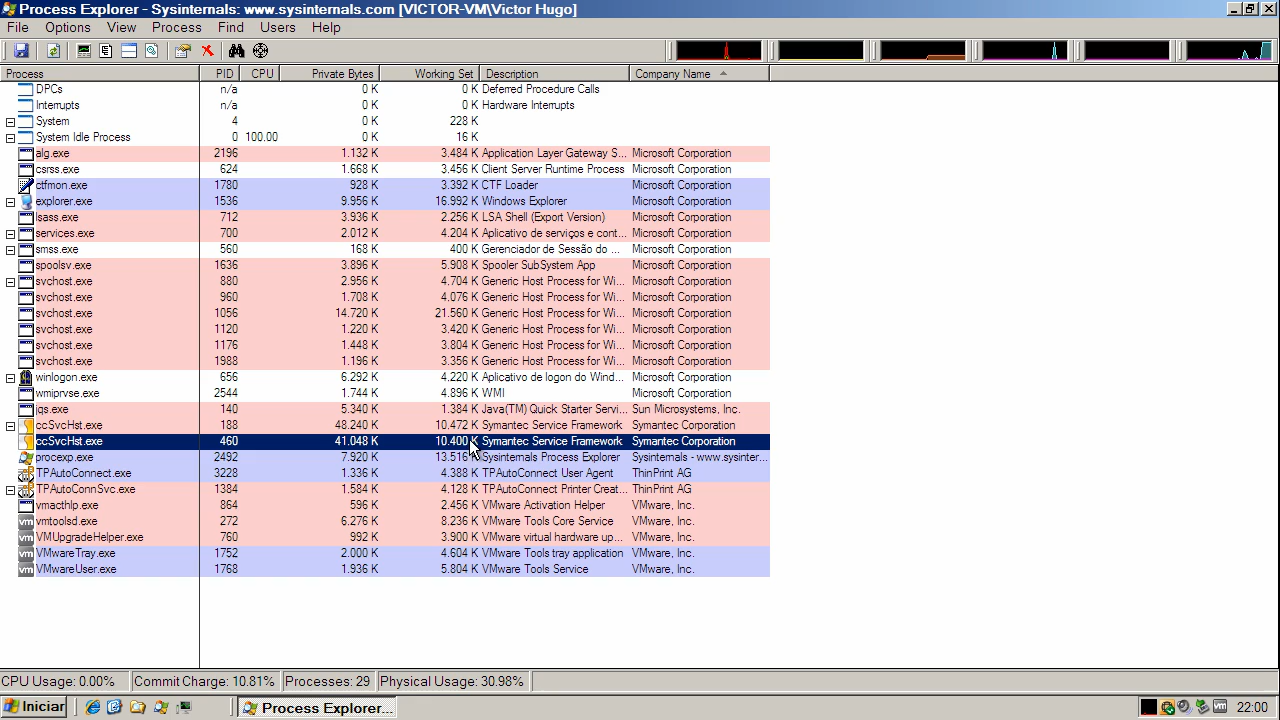 Process Explorer - Sysinternals: www.sysinternals.com [VICTOR-VM\Victor Hugo]
File Options View Process Find Users Help
Process PID CPU Private Bytes Working Set Description Company Name
DPCs n/a 0 K 0 K Deferred Procedure Calls
Interrupts n/a 0 K 0 K Hardware Interrupts
System 4 0 K 228 K
System Idle Process 0 100.00 0 K 16 K
alg.exe 2196 1.132 K 3.484 K Application Layer Gateway S... Microsoft Corporation
csrss.exe 624 1.668 K 3.456 K Client Server Runtime Process Microsoft Corporation
ctfmon.exe 1780 928 K 3.392 K CTF Loader Microsoft Corporation
explorer.exe 1536 9.956 K 16.992 K Windows Explorer Microsoft Corporation
lsass.exe 712 3.936 K 2.256 K LSA Shell (Export Version) Microsoft Corporation
services.exe 700 2.012 K 4.204 K Aplicativo de serviços e cont... Microsoft Corporation
smss.exe 560 168 K 400 K Gerenciador de Sessão do ... Microsoft Corporation
spoolsv.exe 1636 3.896 K 5.908 K Spooler SubSystem App Microsoft Corporation
svchost.exe 880 2.956 K 4.704 K Generic Host Process for Wi... Microsoft Corporation
svchost.exe 960 1.708 K 4.076 K Generic Host Process for Wi... Microsoft Corporation
svchost.exe 1056 14.720 K 21.560 K Generic Host Process for Wi... Microsoft Corporation
svchost.exe 1120 1.220 K 3.420 K Generic Host Process for Wi... Microsoft Corporation
svchost.exe 1176 1.448 K 3.804 K Generic Host Process for Wi... Microsoft Corporation
svchost.exe 1988 1.196 K 3.356 K Generic Host Process for Wi... Microsoft Corporation
winlogon.exe 656 6.292 K 4.220 K Aplicativo de logon do Wind... Microsoft Corporation
wmiprvse.exe 2544 1.744 K 4.896 K WMI Microsoft Corporation
jqs.exe 140 5.340 K 1.384 K Java(TM) Quick Starter Servi... Sun Microsystems, Inc.
ccSvcHst.exe 188 48.240 K 10.472 K Symantec Service Framework Symantec Corporation
ccSvcHst.exe 460 41.048 K 10.400 K Symantec Service Framework Symantec Corporation
procexp.exe 2492 7.920 K 13.516 K Sysinternals Process Explorer Sysinternals - www.sysinter...
TPAutoConnect.exe 3228 1.336 K 4.388 K TPAutoConnect User Agent ThinPrint AG
TPAutoConnSvc.exe 1384 1.584 K 4.128 K TPAutoConnect Printer Creat... ThinPrint AG
vmacthlp.exe 864 596 K 2.456 K VMware Activation Helper VMware, Inc.
vm vmtoolsd.exe 272 6.276 K 8.236 K VMware Tools Core Service VMware, Inc.
vm VMUpgradeHelper.exe 760 992 K 3.900 K VMware virtual hardware up... VMware, Inc.
vm VMwareTray.exe 1752 2.000 K 4.604 K VMware Tools tray application VMware, Inc.
vm VMwareUser.exe 1768 1.936 K 5.804 K VMware Tools Service VMware, Inc.
CPU Usage: 0.00% Commit Charge: 10.81% Processes: 29 Physical Usage: 30.98%
Iniciar Process Explorer... vm 22:00